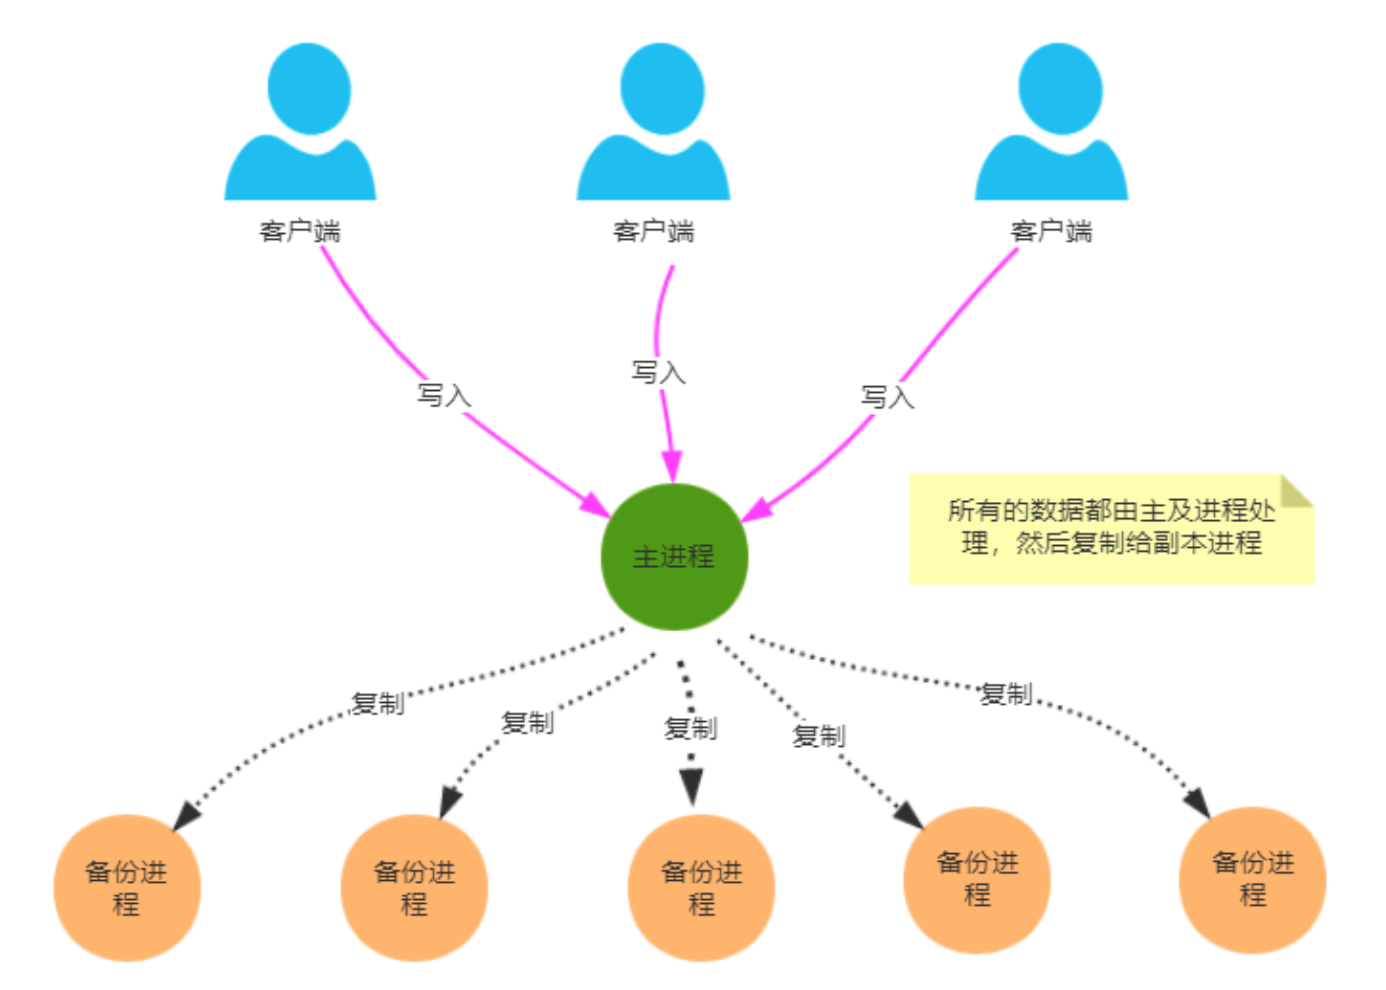 客户端
客户端
客户端
写入
写入
写入
所有的数据都由主及进程处
理，然后复制给副本进程
主进程
复制
复制
复制
复制
复制
备份进
程
备份进
程
备份进
程
备份进
程
备份进
程